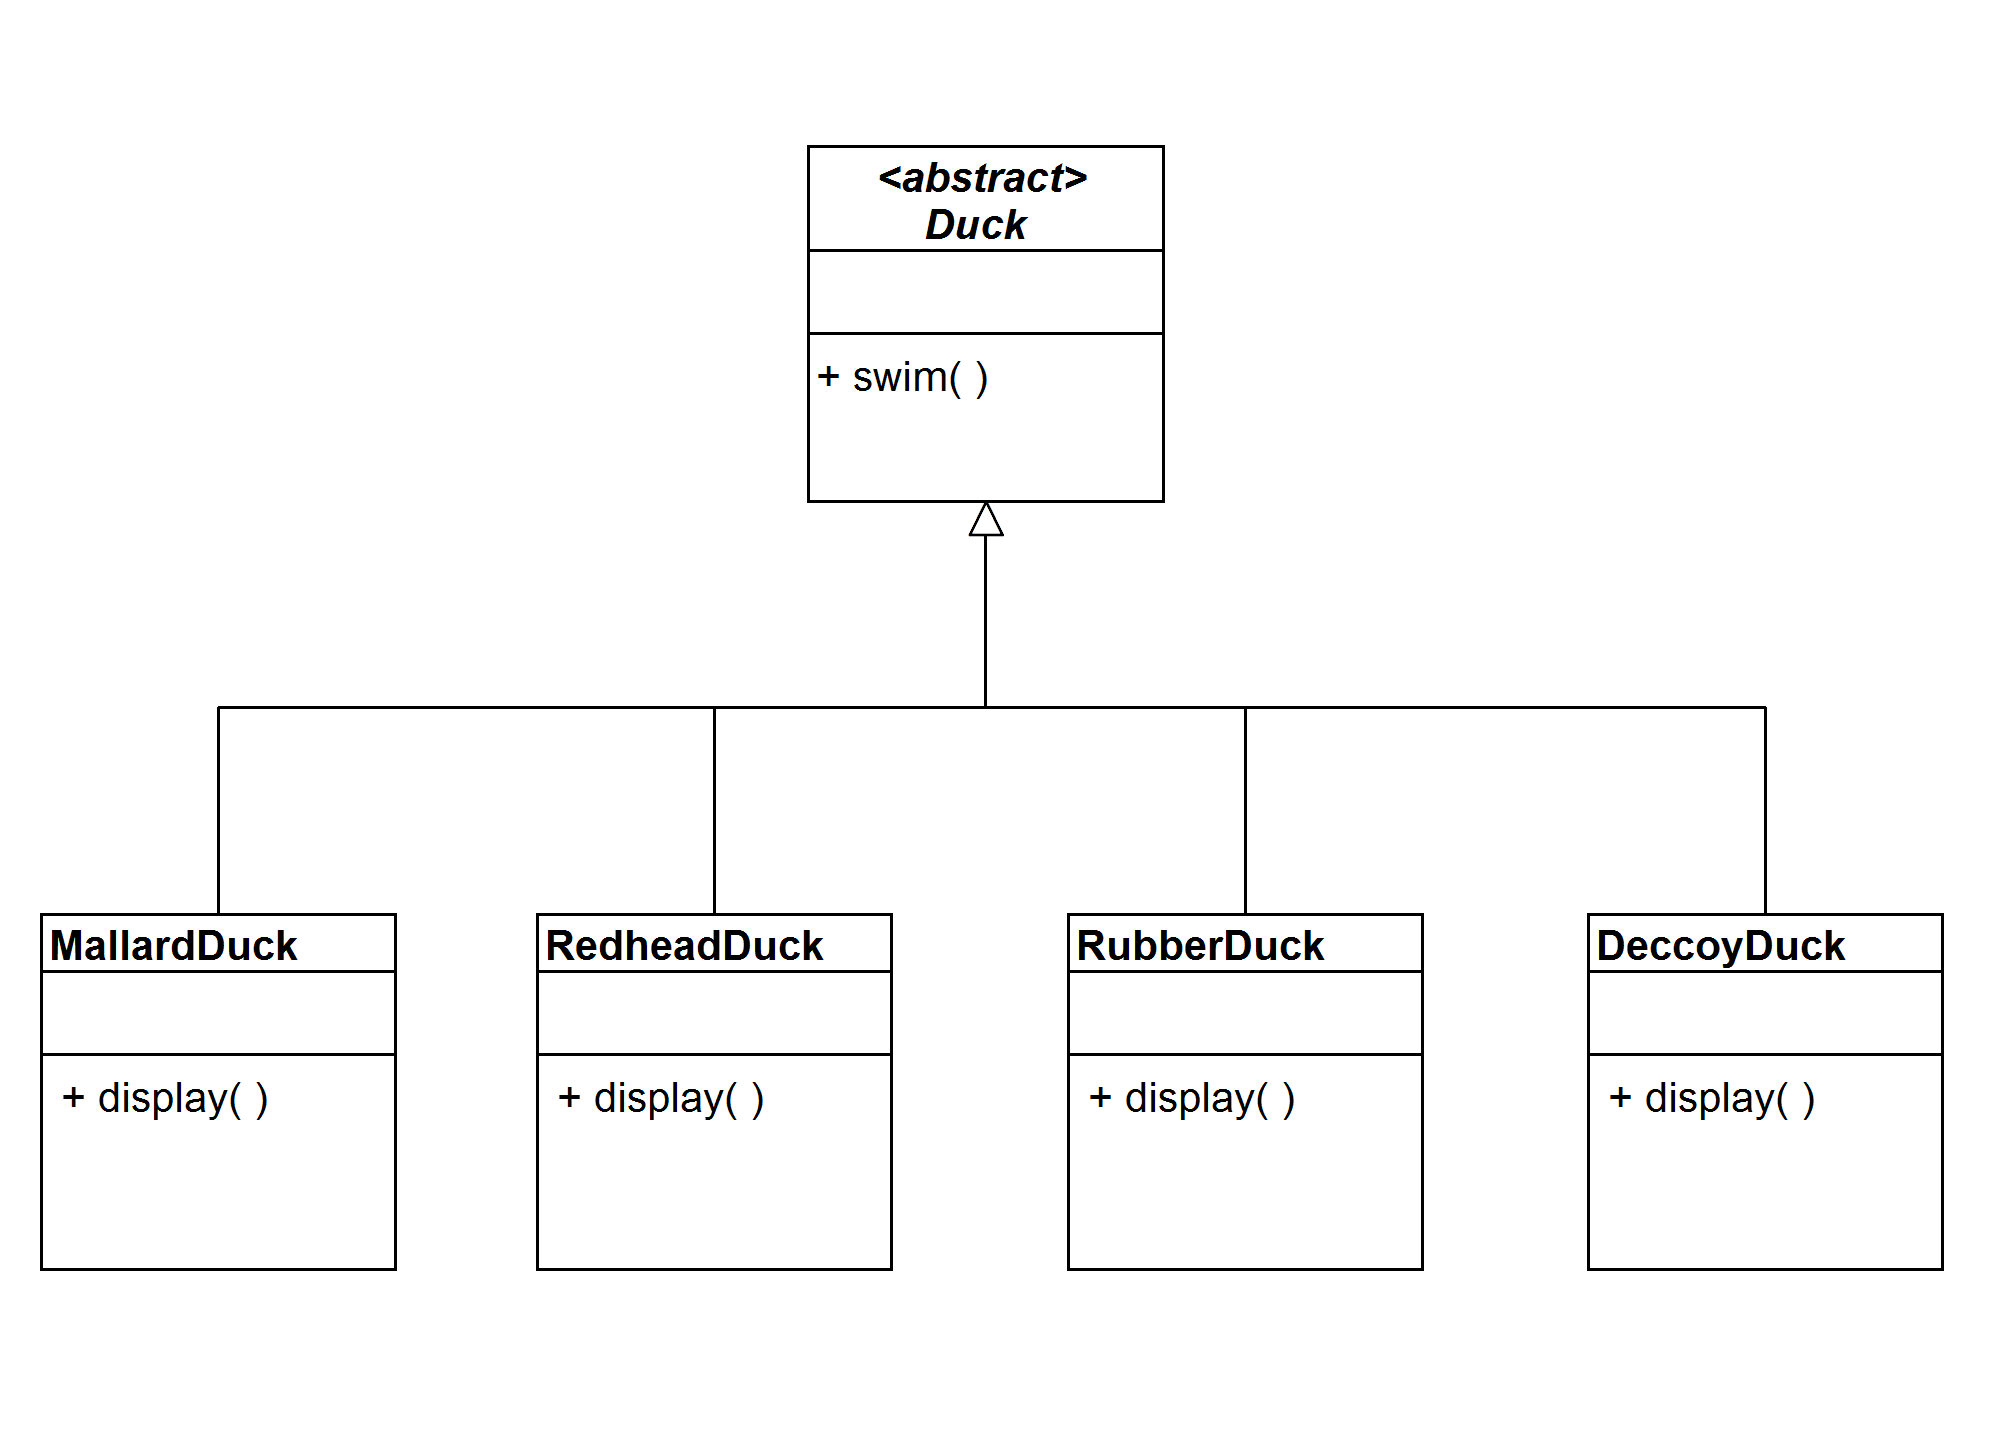 <abstract>
Duck
+ swim( )
MallardDuck
+ display( )
RedheadDuck
+ display( )
RubberDuck
+ display( )
DeccoyDuck
+ display( )